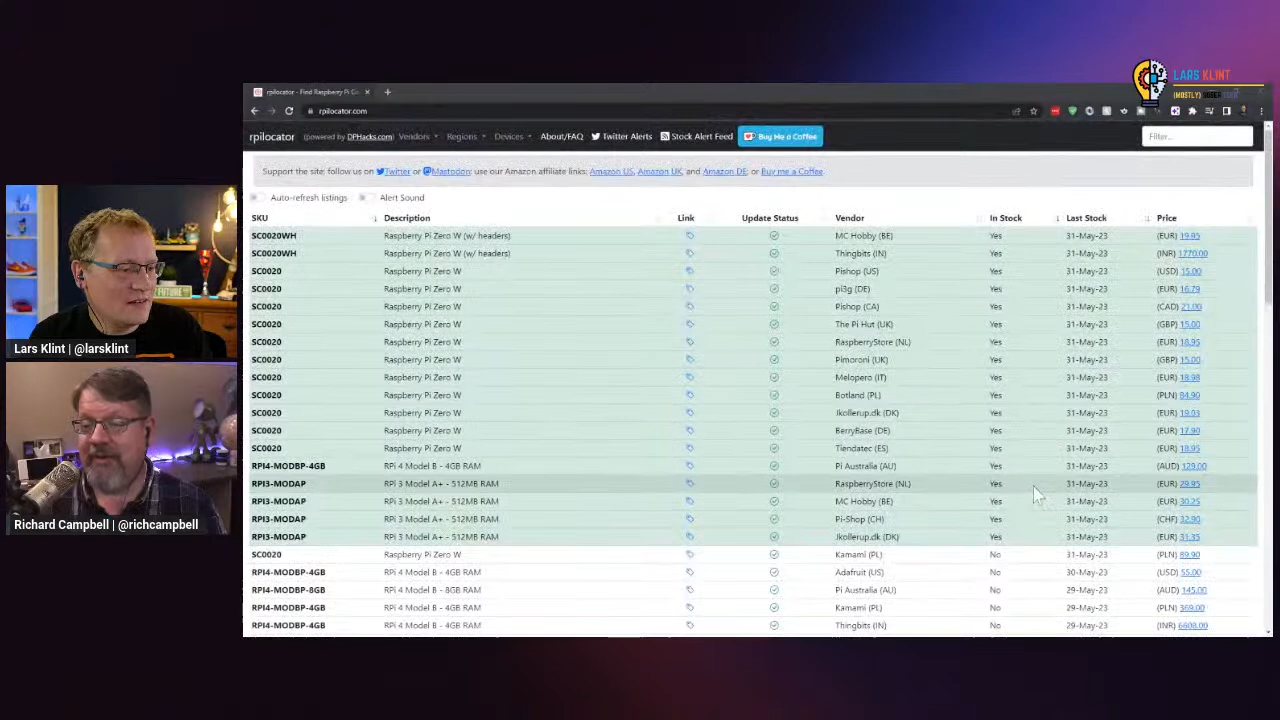 LARS KLINT
(MOSTLY)
rpilocator - Find Raspberry Pi Co
rpilocator.com
rpilocator (powered by DPHacks.com) Vendors Regions Devices About/FAQ Twitter Alerts Stock Alert Feed Buy Me a Coffee Filter...
Support the site: follow us on Twitter or Mastodon; use our Amazon affiliate links: Amazon US, Amazon UK, and Amazon DE; or Buy me a Coffee.
Auto-refresh listings Alert Sound
SKU Description Link Update Status Vendor In Stock Last Stock Price
SC0020WH Raspberry Pi Zero W (w/ headers) MC Hobby (BE) Yes 31-May-23 (EUR) 19.95
SC0020WH Raspberry Pi Zero W (w/ headers) Thingbits (IN) Yes 31-May-23 (INR) 1770.00
SC0020 Raspberry Pi Zero W Pishop (US) Yes 31-May-23 (USD) 15.00
SC0020 Raspberry Pi Zero W pi3g (DE) Yes 31-May-23 (EUR) 16.79
SC0020 Raspberry Pi Zero W Pishop (CA) Yes 31-May-23 (CAD) 21.00
SC0020 Raspberry Pi Zero W The Pi Hut (UK) Yes 31-May-23 (GBP) 15.00
SC0020 Raspberry Pi Zero W RaspberryStore (NL) Yes 31-May-23 (EUR) 18.95
SC0020 Raspberry Pi Zero W Pimoroni (UK) Yes 31-May-23 (GBP) 15.00
SC0020 Raspberry Pi Zero W Melopero (IT) Yes 31-May-23 (EUR) 18.98
SC0020 Raspberry Pi Zero W Botland (PL) Yes 31-May-23 (PLN) 84.90
SC0020 Raspberry Pi Zero W Jkollerup.dk (DK) Yes 31-May-23 (EUR) 19.03
SC0020 Raspberry Pi Zero W BerryBase (DE) Yes 31-May-23 (EUR) 17.90
SC0020 Raspberry Pi Zero W Tiendatec (ES) Yes 31-May-23 (EUR) 18.95
RPI4-MODBP-4GB RPi 4 Model B - 4GB RAM Pi Australia (AU) Yes 31-May-23 (AUD) 129.00
RPI3-MODAP RPi 3 Model A+ - 512MB RAM RaspberryStore (NL) Yes 31-May-23 (EUR) 29.95
RPI3-MODAP RPi 3 Model A+ - 512MB RAM MC Hobby (BE) Yes 31-May-23 (EUR) 30.25
RPI3-MODAP RPi 3 Model A+ - 512MB RAM Pi-Shop (CH) Yes 31-May-23 (CHF) 32.90
RPI3-MODAP RPi 3 Model A+ - 512MB RAM Jkollerup.dk (DK) Yes 31-May-23 (EUR) 31.35
SC0020 Raspberry Pi Zero W Kamami (PL) No 31-May-23 (PLN) 89.90
RPI4-MODBP-4GB RPi 4 Model B - 4GB RAM Adafruit (US) No 30-May-23 (USD) 55.00
RPI4-MODBP-8GB RPi 4 Model B - 8GB RAM Pi Australia (AU) No 29-May-23 (AUD) 145.00
RPI4-MODBP-4GB RPi 4 Model B - 4GB RAM Kamami (PL) No 29-May-23 (PLN) 369.00
RPI4-MODBP-4GB RPi 4 Model B - 4GB RAM Thingbits (IN) No 29-May-23 (INR) 6608.00
FUTURE
Lars Klint | @larsklint
Richard Campbell | @richcampbell